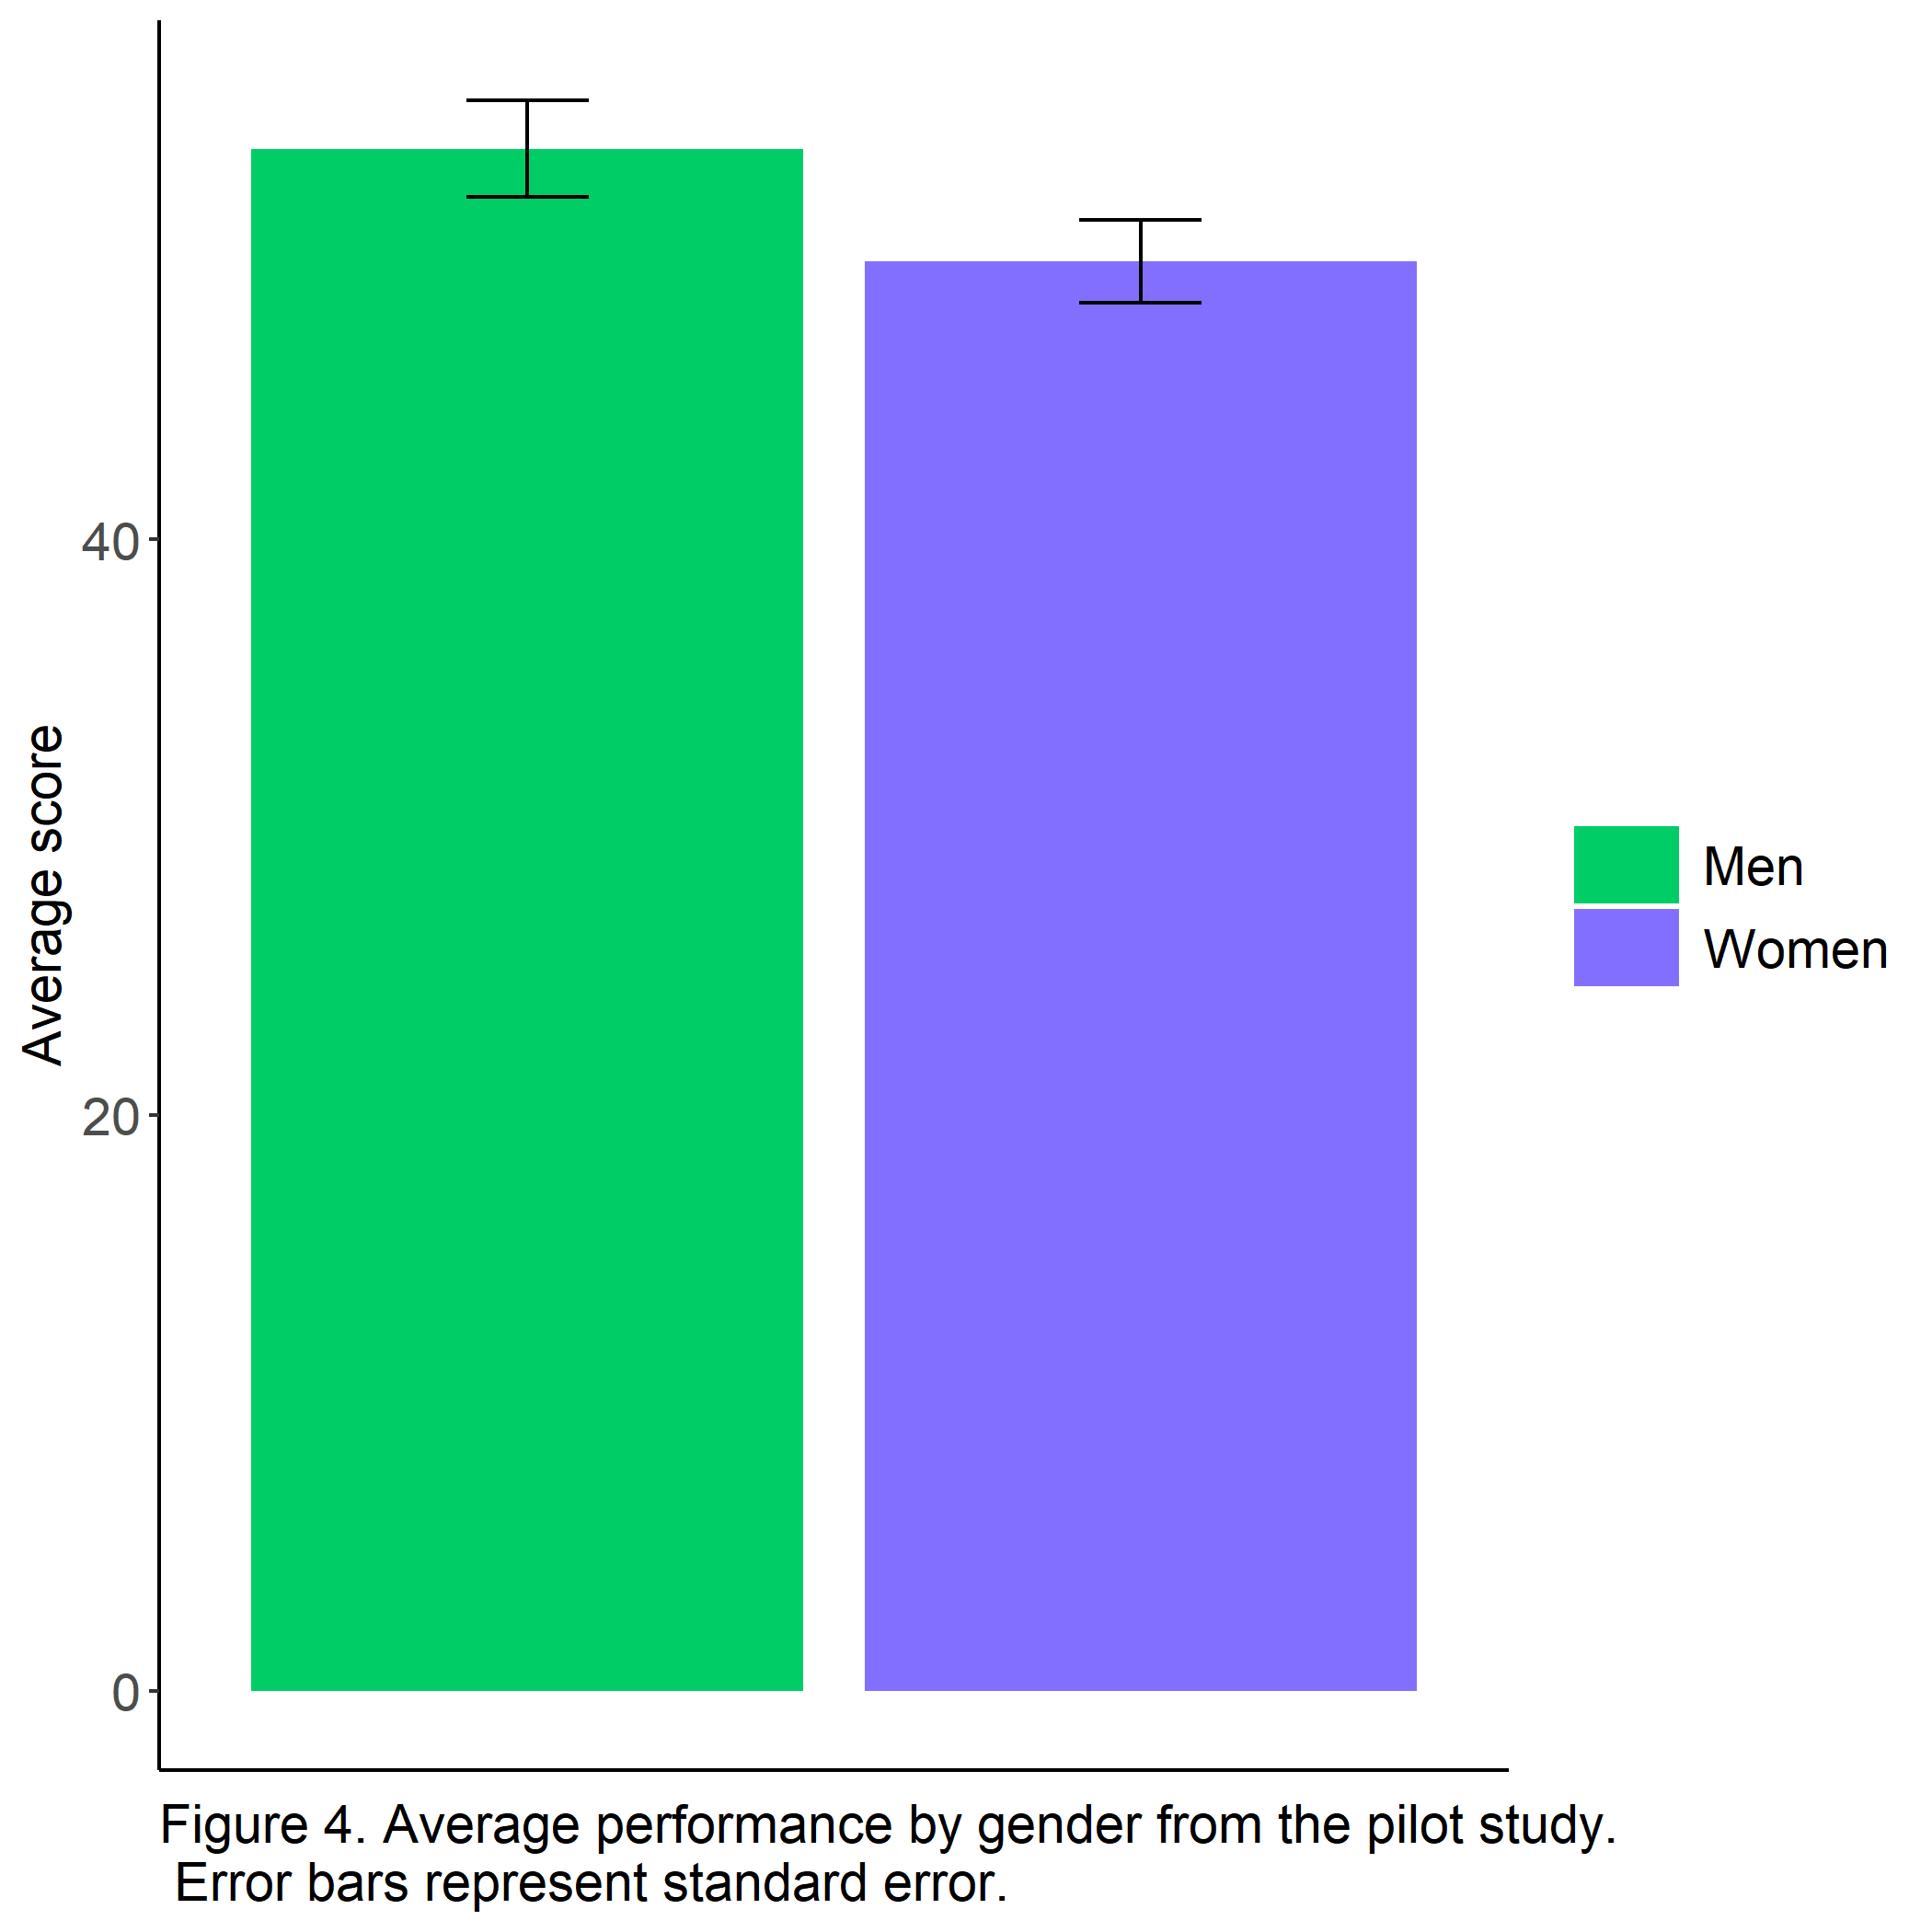 Average score
40
20
0
Men
Women
Figure 4. Average performance by gender from the pilot study.
Error bars represent standard error.